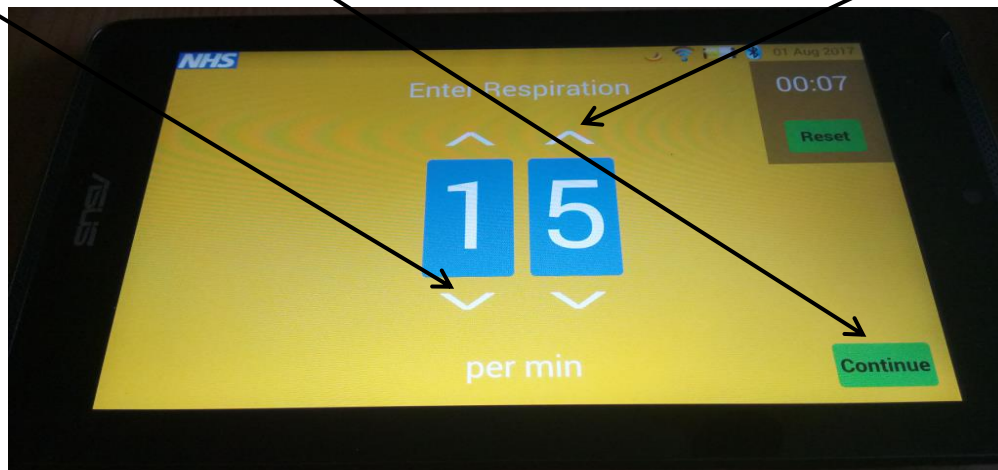 NHS
01 Aug 2017
Enter Respiration
00:07
Reset
1 5
per min
Continue
ASUS